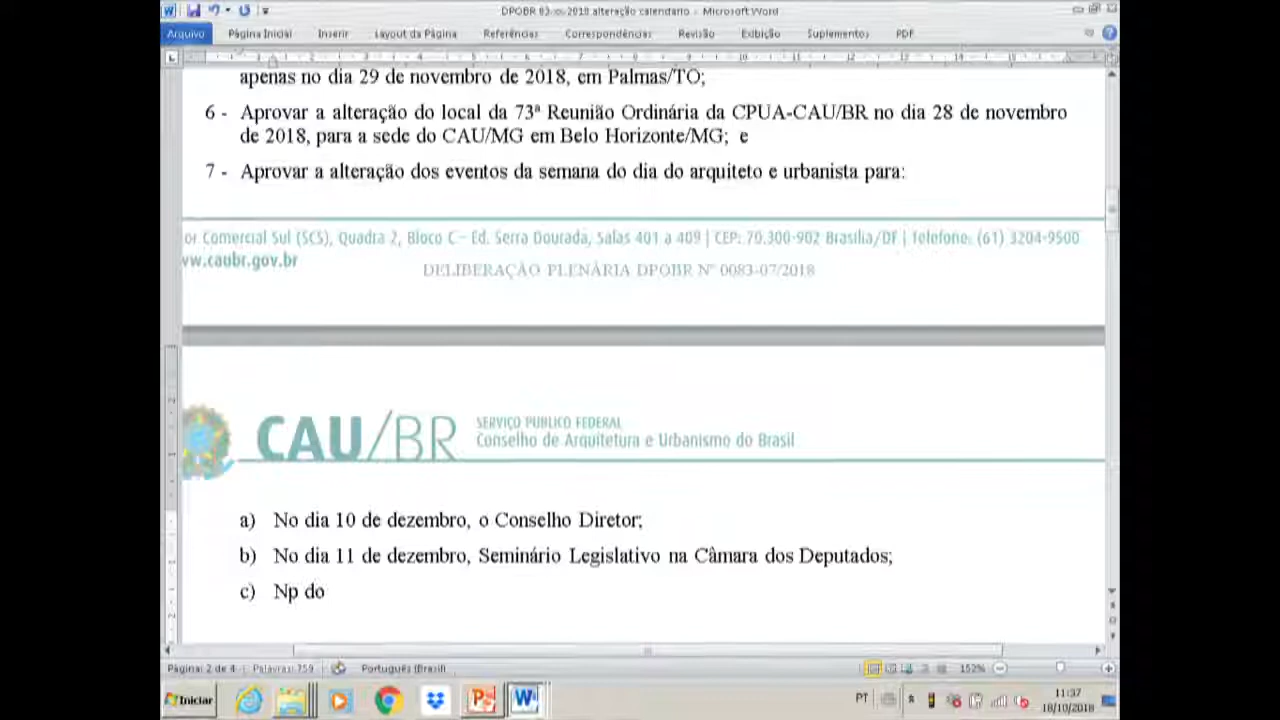 DPOBR 83-xx-2018 alteração calendario - Microsoft Word
Arquivo Página Inicial Inserir Layout da Página Referências Correspondências Revisão Exibição Suplementos PDF
apenas no dia 29 de novembro de 2018, em Palmas/TO;
6 - Aprovar a alteração do local da 73ª Reunião Ordinária da CPUA-CAU/BR no dia 28 de novembro
de 2018, para a sede do CAU/MG em Belo Horizonte/MG; e
7 - Aprovar a alteração dos eventos da semana do dia do arquiteto e urbanista para:
or Comercial Sul (SCS), Quadra 2, Bloco C - Ed. Serra Dourada, Salas 401 a 409 | CEP: 70.300-902 Brasília/DF | Telefone: (61) 3204-9500
ww.caubr.gov.br
DELIBERAÇÃO PLENÁRIA DPOBR Nº 0083-07/2018
CAU/BR
SERVIÇO PÚBLICO FEDERAL
Conselho de Arquitetura e Urbanismo do Brasil
a) No dia 10 de dezembro, o Conselho Diretor;
b) No dia 11 de dezembro, Seminário Legislativo na Câmara dos Deputados;
c) Np do
Página: 2 de 4 Palavras: 759 Português (Brasil) 152%
Iniciar PT 11:37
18/10/2018